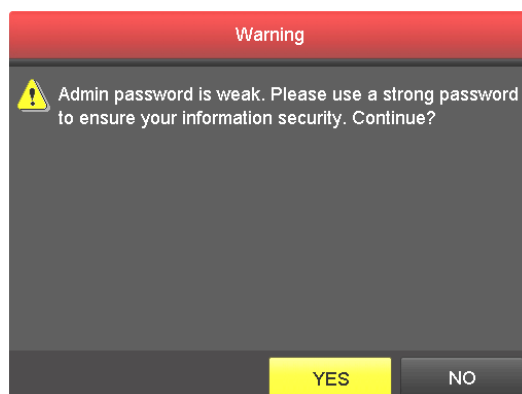 Warning
Admin password is weak. Please use a strong password
to ensure your information security. Continue?
YES
NO